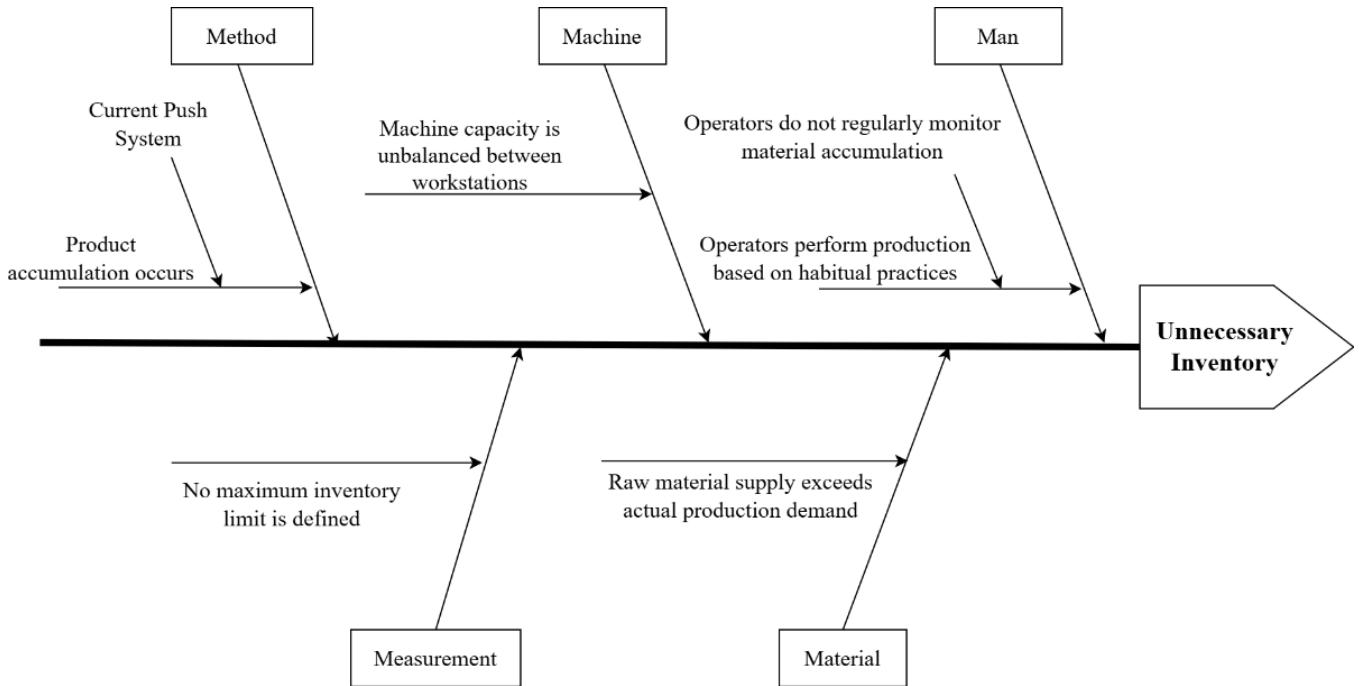 Method
Machine
Man
Current Push
System
Machine capacity is
unbalanced between
workstations
Operators do not regularly monitor
material accumulation
Product
accumulation occurs
Operators perform production
based on habitual practices
Unnecessary
Inventory
No maximum inventory
limit is defined
Raw material supply exceeds
actual production demand
Measurement
Material